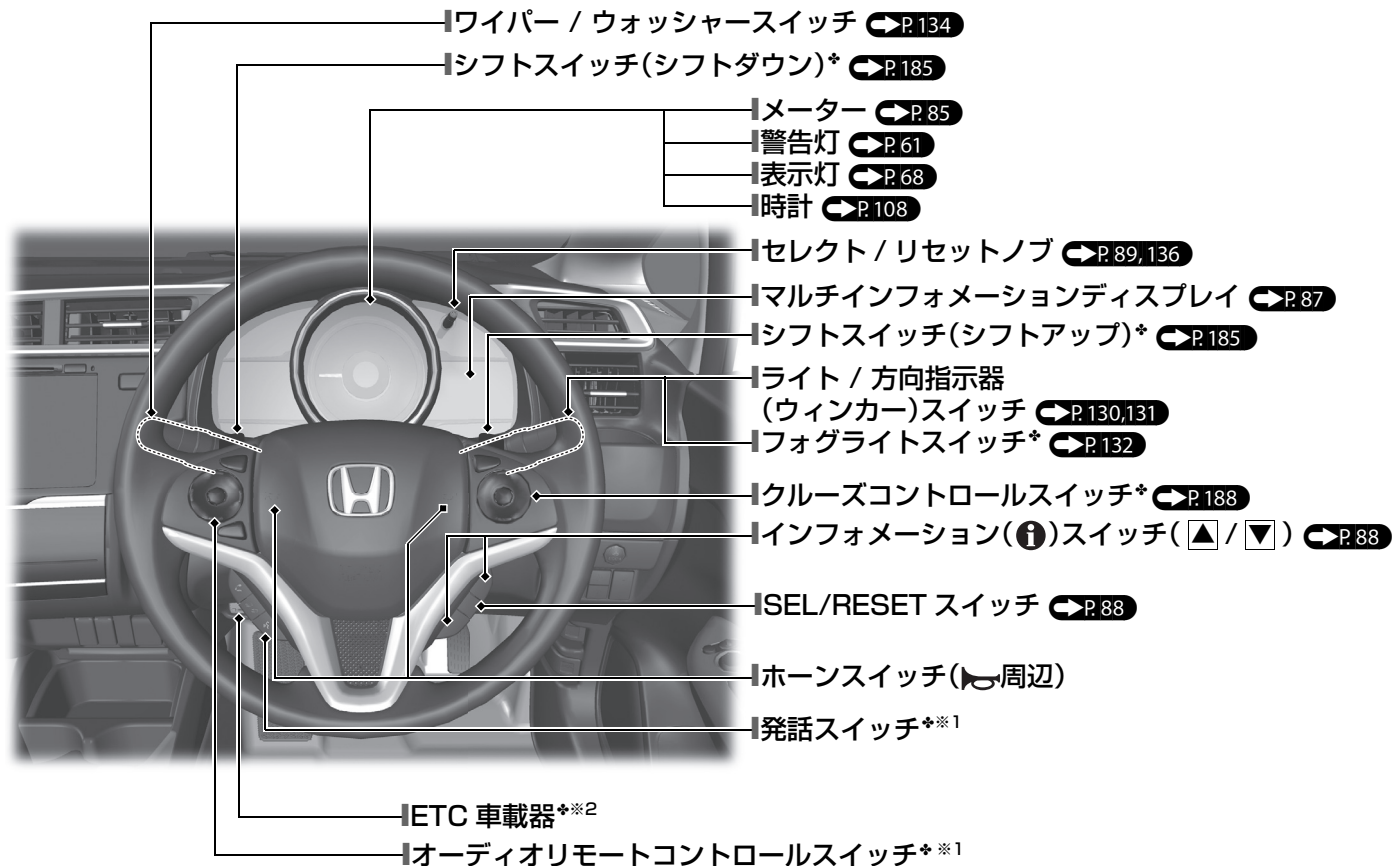 ワイパー / ウォッシャースイッチ P.134
シフトスイッチ(シフトダウン)✤ P.185
メーター P.85
警告灯 P.61
表示灯 P.68
時計 P.108
セレクト / リセットノブ P.89,136
マルチインフォメーションディスプレイ P.87
シフトスイッチ(シフトアップ)✤ P.185
ライト / 方向指示器
(ウィンカー)スイッチ P.130,131
フォグライトスイッチ✤ P.132
クルーズコントロールスイッチ✤ P.188
インフォメーション(i)スイッチ(▲/▼) P.88
SEL/RESET スイッチ P.88
ホーンスイッチ(周辺)
発話スイッチ✤※1
ETC 車載器✤※2
オーディオリモートコントロールスイッチ✤※1